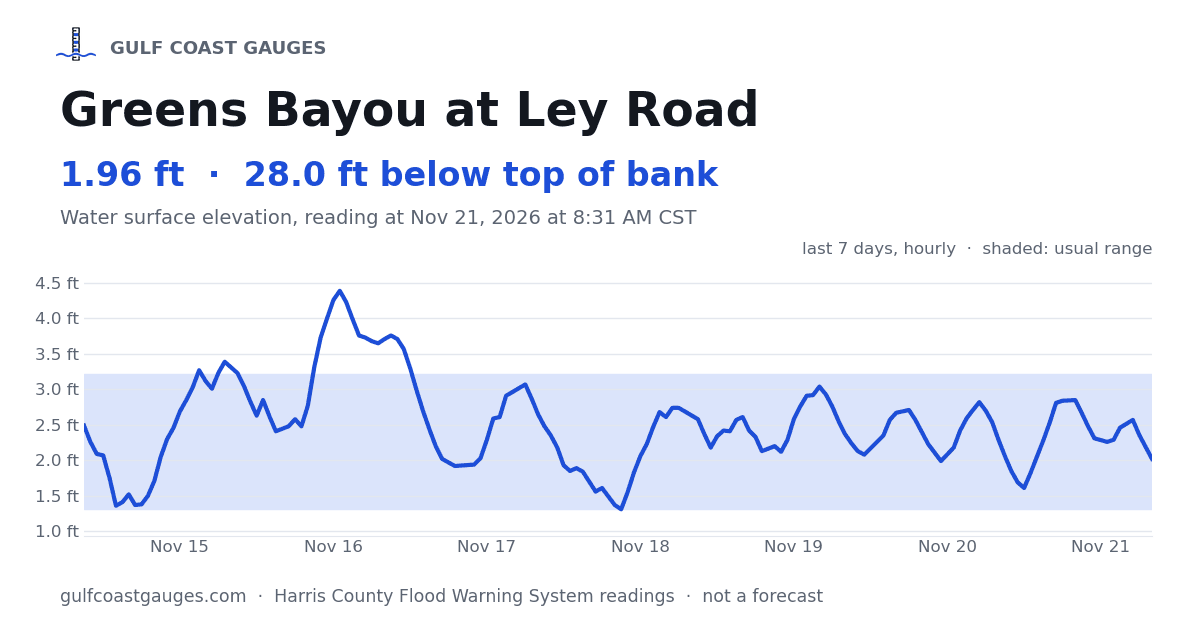 GULF COAST GAUGES
Greens Bayou at Ley Road
1.96 ft · 28.0 ft below top of bank
Water surface elevation, reading at Nov 21, 2026 at 8:31 AM CST
last 7 days, hourly · shaded: usual range
4.5 ft
4.0 ft
3.5 ft
3.0 ft
2.5 ft
2.0 ft
1.5 ft
1.0 ft
Nov 15 Nov 16 Nov 17 Nov 18 Nov 19 Nov 20 Nov 21
gulfcoastgauges.com · Harris County Flood Warning System readings · not a forecast